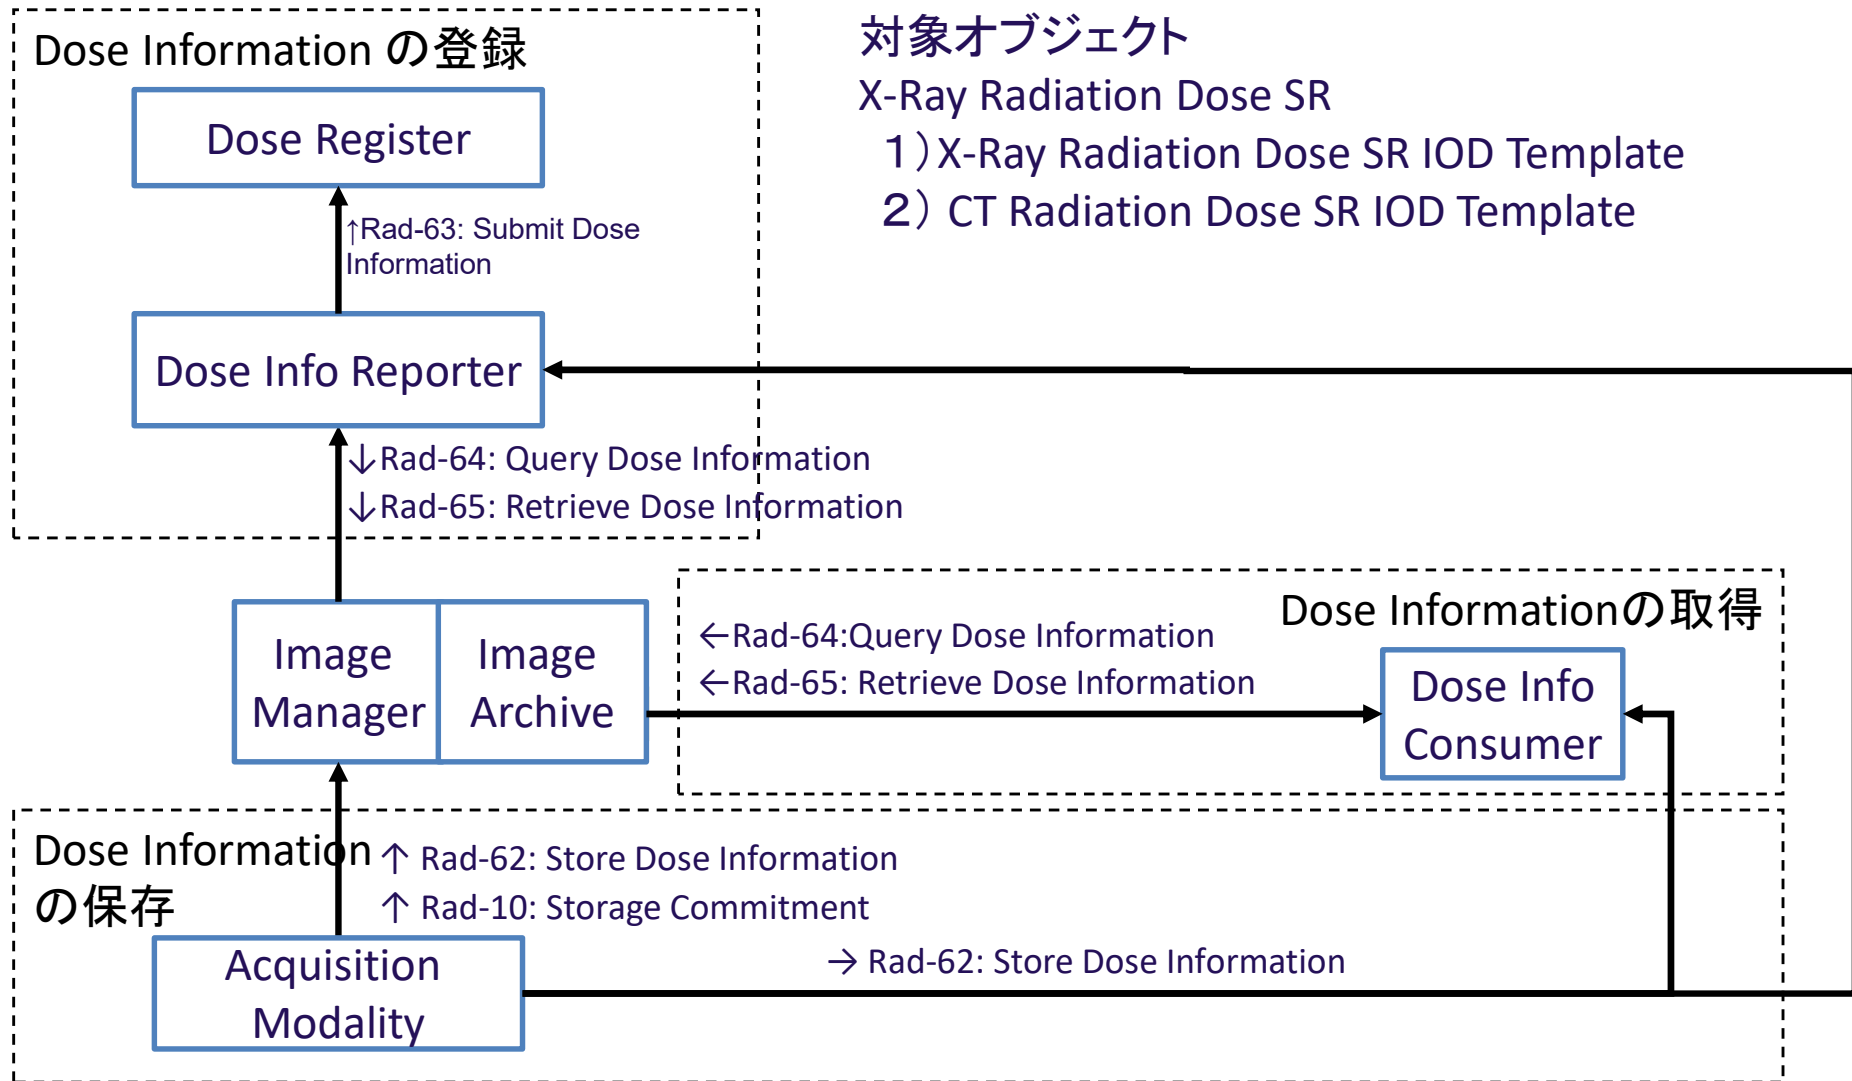 Dose Information の登録
対象オブジェクト
X-Ray Radiation Dose SR
１）X-Ray Radiation Dose SR IOD Template
２） CT Radiation Dose SR IOD Template
Dose Register
↑Rad-63: Submit Dose
Information
Dose Info Reporter
↓Rad-64: Query Dose Information
↓Rad-65: Retrieve Dose Information
Image
Manager
Image
Archive
Dose Informationの取得
←Rad-64:Query Dose Information
←Rad-65: Retrieve Dose Information
Dose Info
Consumer
Dose Information
の保存
↑ Rad-62: Store Dose Information
↑ Rad-10: Storage Commitment
Acquisition
Modality
→ Rad-62: Store Dose Information